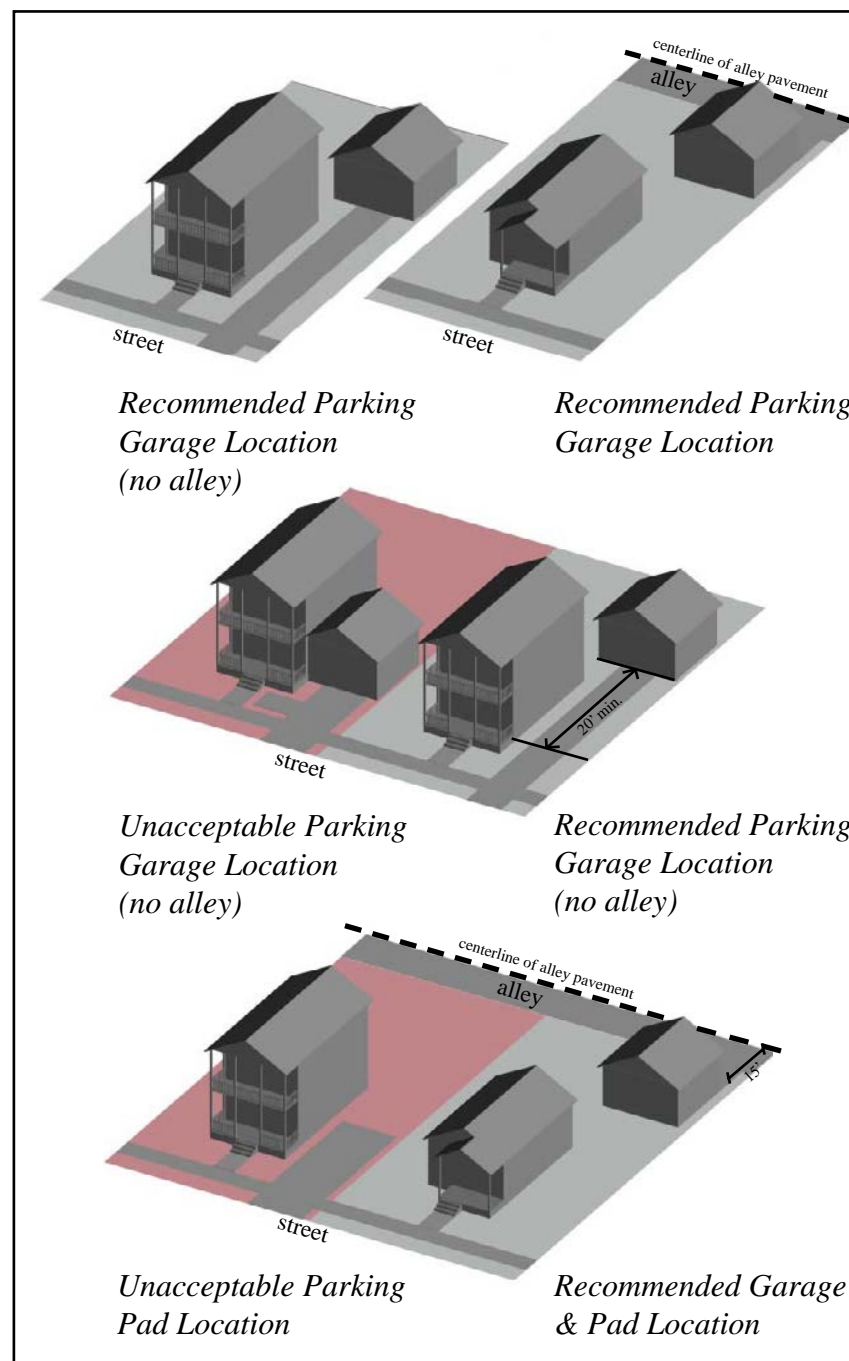 centerline of alley pavement
alley
street
street
Recommended Parking
Garage Location
(no alley)
Recommended Parking
Garage Location
20' min.
street
Unacceptable Parking
Garage Location
(no alley)
Recommended Parking
Garage Location
(no alley)
centerline of alley pavement
alley
15'
street
Unacceptable Parking
Pad Location
Recommended Garage
& Pad Location